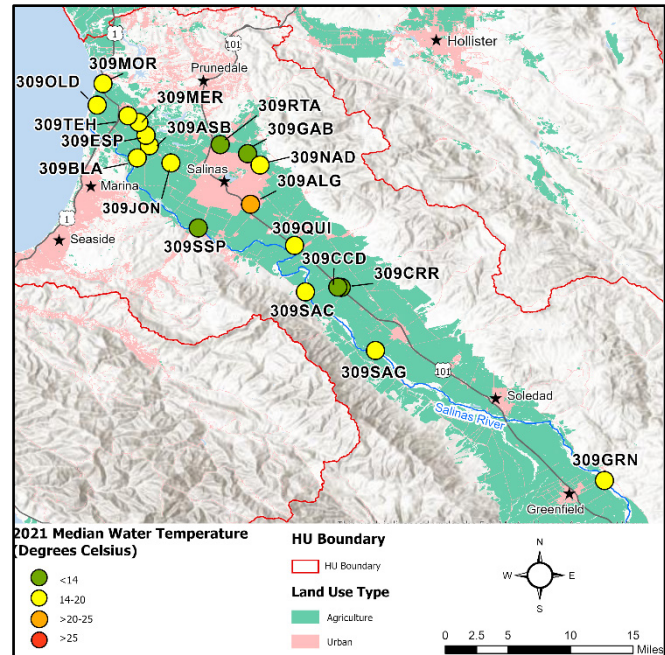 1
101
Hollister
Prunedale
309MOR
309OLD
309MER
309RTA
309TEH
309ASB
309GAB
309ESP
309NAD
309BLA
Salinas
Marina
309ALG
309JON
1
309QUI
Seaside
309SSP
309CCD
309CRR
309SAC
309SAG
101
Soledad
Salinas River
309GRN
Greenfield
2021 Median Water Temperature
(Degrees Celsius)
<14
14-20
>20-25
>25
HU Boundary
HU Boundary
Land Use Type
Agriculture
Urban
N
W E
S
0 2.5 5 10 15
Miles